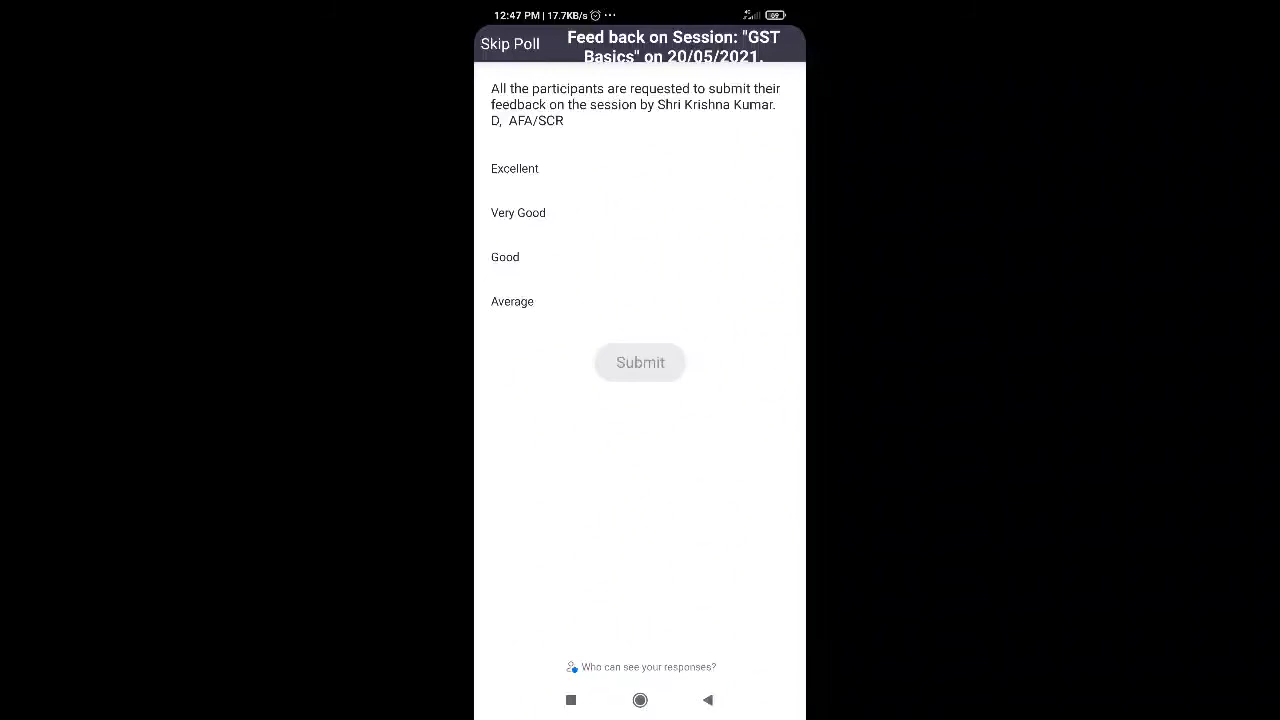 12:47 PM | 17.7KB/s ··· 4G 89
Skip Poll
Feed back on Session: "GST
Basics" on 20/05/2021.
All the participants are requested to submit their
feedback on the session by Shri Krishna Kumar.
D, AFA/SCR
Excellent
Very Good
Good
Average
Submit
Who can see your responses?